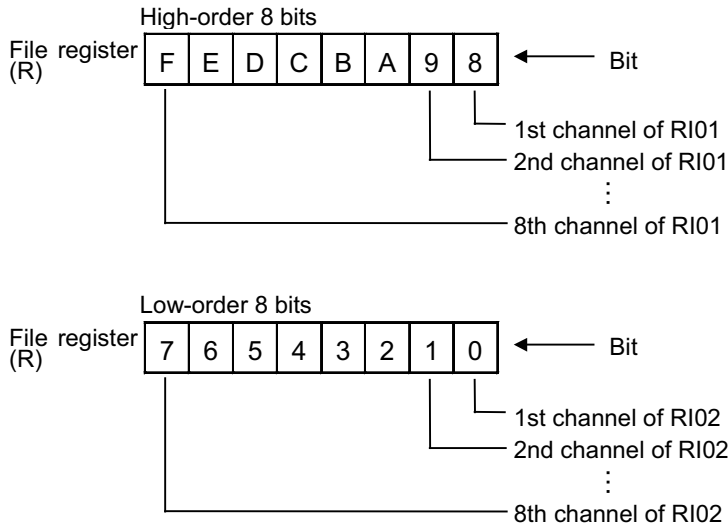 High-order 8 bits
File register
(R)
F E D C B A 9 8
Bit
1st channel of RI01
2nd channel of RI01
⋮
8th channel of RI01
Low-order 8 bits
File register
(R)
7 6 5 4 3 2 1 0
Bit
1st channel of RI02
2nd channel of RI02
⋮
8th channel of RI02